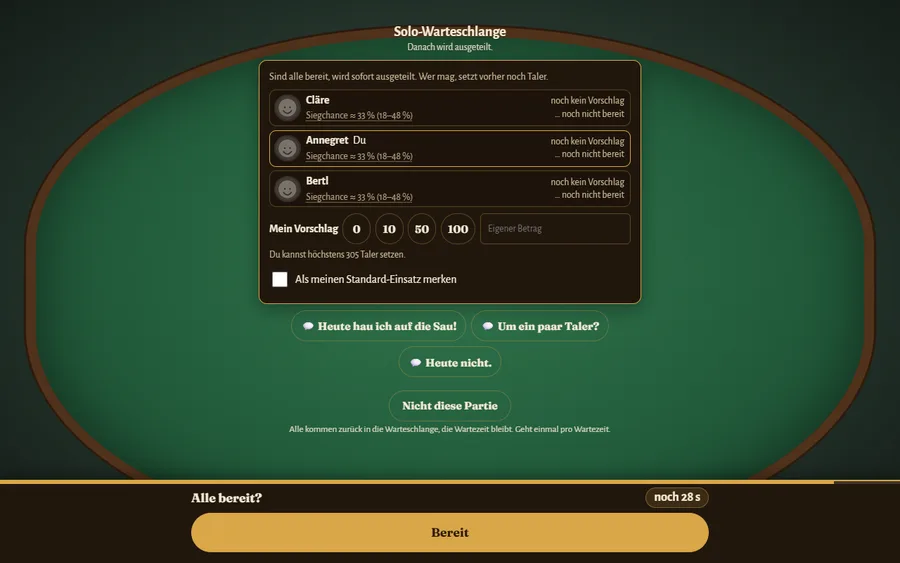 Solo-Warteschlange
Danach wird ausgeteilt.
Sind alle bereit, wird sofort ausgeteilt. Wer mag, setzt vorher noch Taler.
Cläre
noch kein Vorschlag
Siegchance ≈ 33 % (18–48 %)
... noch nicht bereit
Annegret Du
noch kein Vorschlag
Siegchance ≈ 33 % (18–48 %)
... noch nicht bereit
Bertl
noch kein Vorschlag
Siegchance ≈ 33 % (18–48 %)
... noch nicht bereit
Mein Vorschlag 0 10 50 100 Eigener Betrag
Du kannst höchstens 305 Taler setzen.
Als meinen Standard-Einsatz merken
💬 Heute hau ich auf die Sau! 💬 Um ein paar Taler?
💬 Heute nicht.
Nicht diese Partie
Alle kommen zurück in die Warteschlange, die Wartezeit bleibt. Geht einmal pro Wartezeit.
Alle bereit? noch 28 s
Bereit